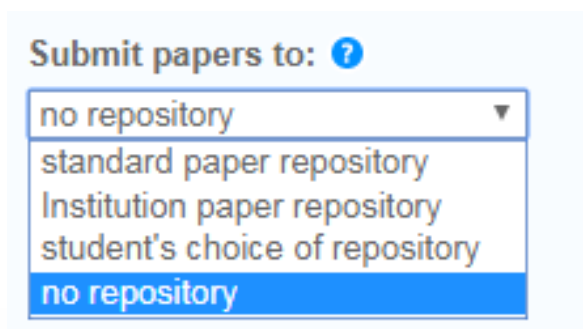 Submit papers to: ?
no repository
standard paper repository
Institution paper repository
student's choice of repository
no repository